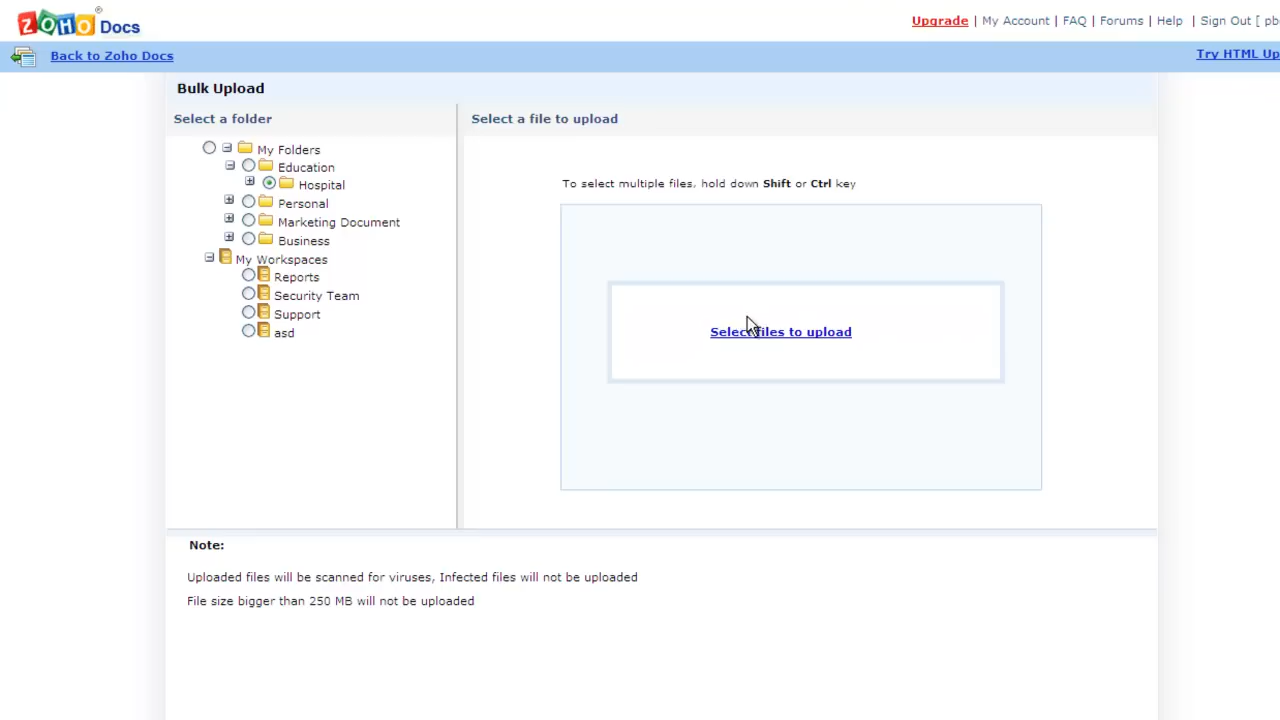 ZOHO® Docs
Upgrade | My Account | FAQ | Forums | Help | Sign Out [ pb
Back to Zoho Docs
Try HTML Up
Bulk Upload
Select a folder
Select a file to upload
My Folders
Education
Hospital
Personal
Marketing Document
Business
My Workspaces
Reports
Security Team
Support
asd
To select multiple files, hold down Shift or Ctrl key
Select files to upload
Note:
Uploaded files will be scanned for viruses, Infected files will not be uploaded
File size bigger than 250 MB will not be uploaded